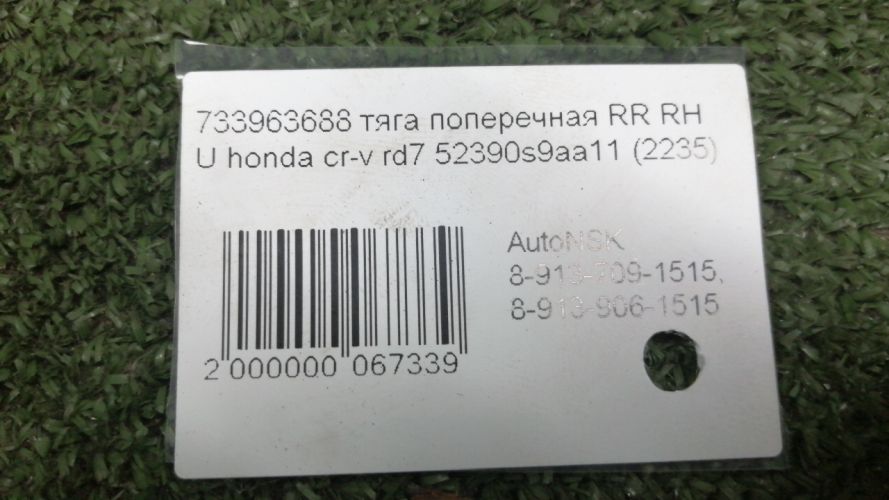 733963688 тяга поперечная RR RH
U honda cr-v rd7 52390s9aa11 (2235)
AutoNSK
8-913-709-1515,
8-913-906-1515
2 000000 067339